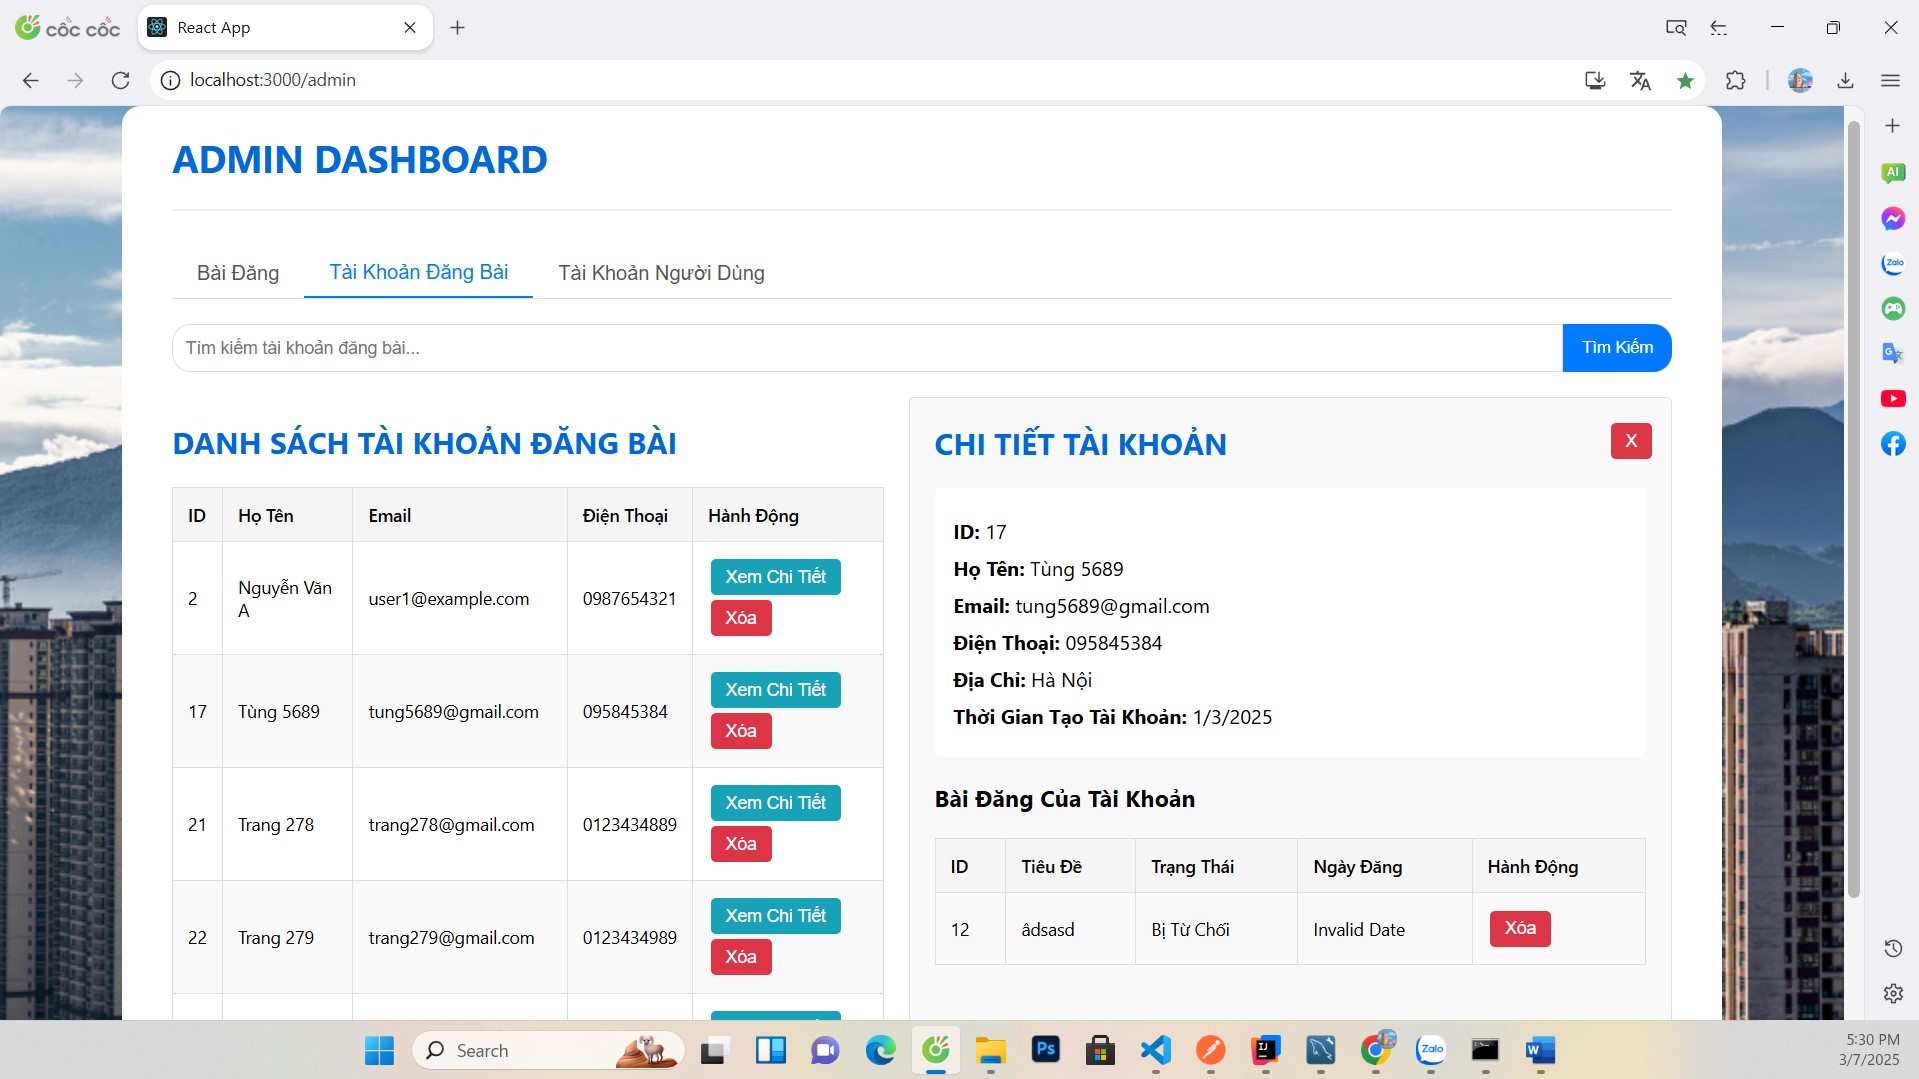 cốc cốc
React App
localhost:3000/admin
ADMIN DASHBOARD
Bài Đăng
Tài Khoản Đăng Bài
Tài Khoản Người Dùng
Tìm kiếm tài khoản đăng bài...
Tìm Kiếm
DANH SÁCH TÀI KHOẢN ĐĂNG BÀI
ID Họ Tên Email Điện Thoại Hành Động
2 Nguyễn Văn A user1@example.com 0987654321 Xem Chi Tiết
Xóa
17 Tùng 5689 tung5689@gmail.com 095845384 Xem Chi Tiết
Xóa
21 Trang 278 trang278@gmail.com 0123434889 Xem Chi Tiết
Xóa
22 Trang 279 trang279@gmail.com 0123434989 Xem Chi Tiết
Xóa
CHI TIẾT TÀI KHOẢN
X
ID: 17
Họ Tên: Tùng 5689
Email: tung5689@gmail.com
Điện Thoại: 095845384
Địa Chỉ: Hà Nội
Thời Gian Tạo Tài Khoản: 1/3/2025
Bài Đăng Của Tài Khoản
ID Tiêu Đề Trạng Thái Ngày Đăng Hành Động
12 âdsasd Bị Từ Chối Invalid Date Xóa
AI
Zalo
Search
Ps
IJ
Zalo
W
5:30 PM
3/7/2025